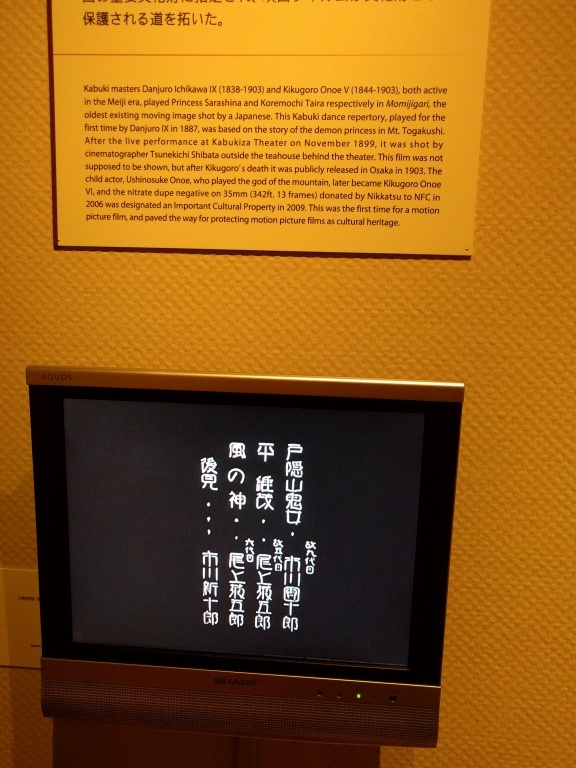 保護される道を拓いた。
Kabuki masters Danjuro Ichikawa IX (1838-1903) and Kikugoro Onoe V (1844-1903), both active
in the Meiji era, played Princess Sarashina and Koremochi Taira respectively in Momijigari, the
oldest existing moving image shot by a Japanese. This Kabuki dance repertory, played for the
first time by Danjuro IX in 1887, was based on the story of the demon princess in Mt. Togakushi.
After the live performance at Kabukiza Theater on November 1899, it was shot by
cinematographer Tsunekichi Shibata outside the teahouse behind the theater. This film was not
supposed to be shown, but after Kikugoro's death it was publicly released in Osaka in 1903. The
child actor, Ushinosuke Onoe, who played the god of the mountain, later became Kikugoro Onoe
VI, and the nitrate dupe negative on 35mm (342ft. 13 frames) donated by Nikkatsu to NFC in
2006 was designated an Important Cultural Property in 2009. This was the first time for a motion
picture film, and paved the way for protecting motion picture films as cultural heritage.
AQUOS
戸隠山鬼女・故九代目市川團十郎
平維茂・・故五代目尾上菊五郎
風の神・・六代目尾上菊五郎
後見・・・市川新十郎
SHARP